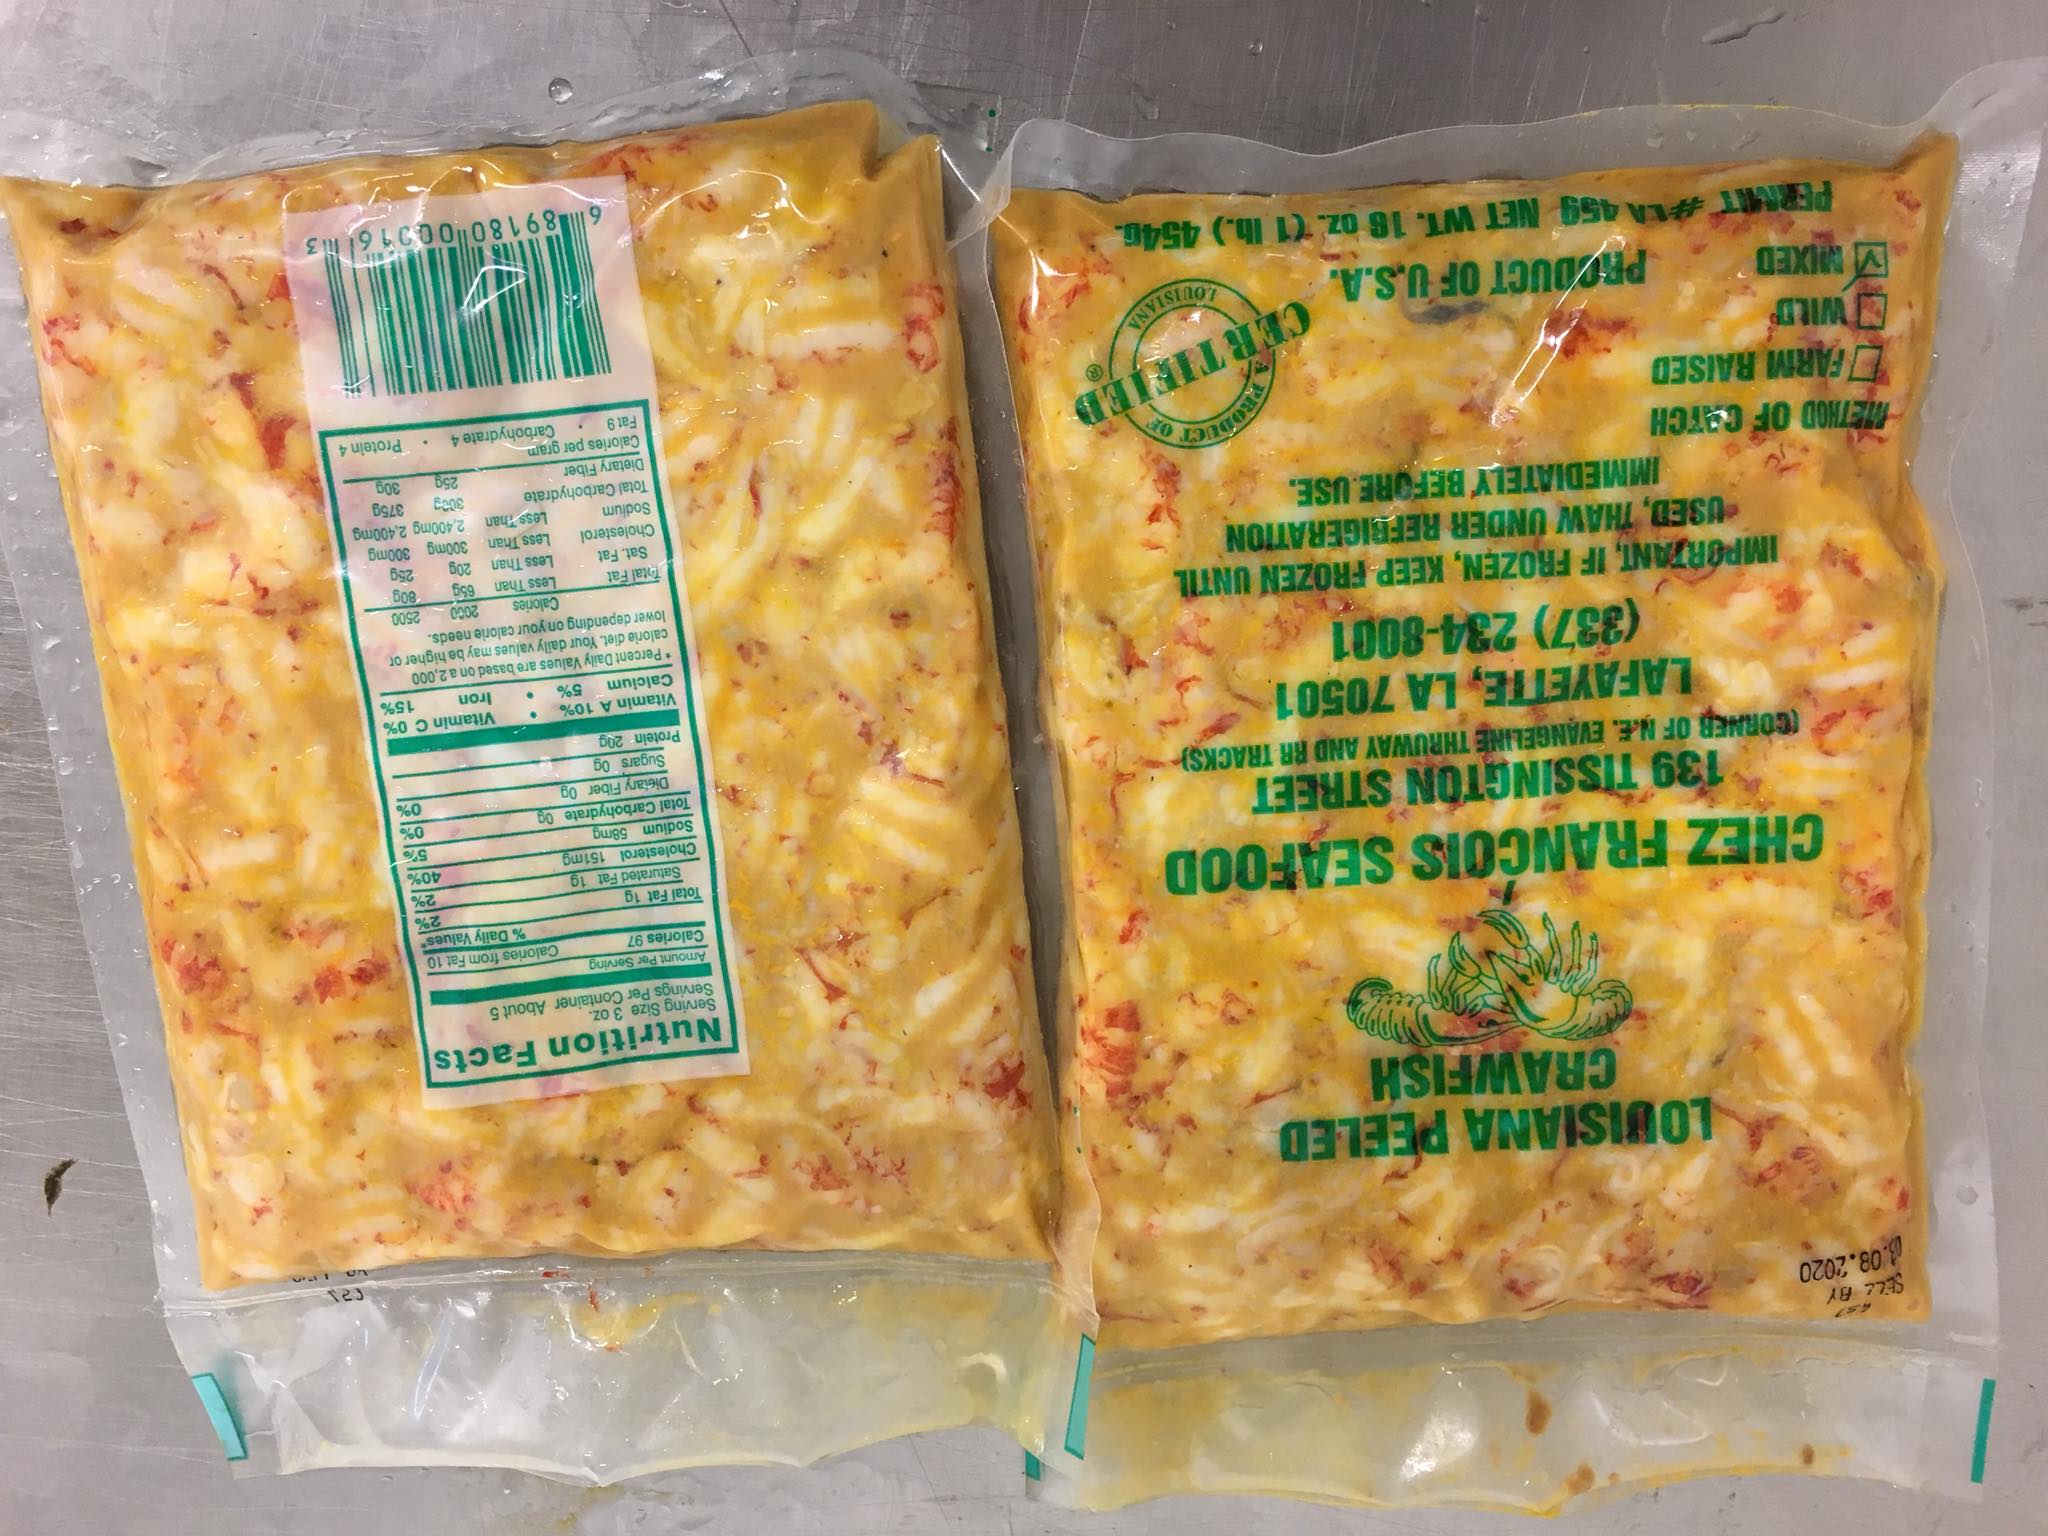 LOUISIANA PEELED
CRAWFISH
CHEZ FRANÇOIS SEAFOOD
139 TISSINGTON STREET
(CORNER OF N.E. EVANGELINE THRUWAY AND RR TRACKS)
LAFAYETTE, LA 70501
(337) 234-8001
IMPORTANT, IF FROZEN, KEEP FROZEN UNTIL
USED, THAW UNDER REFRIGERATION
IMMEDIATELY BEFORE USE.
METHOD OF CATCH
FARM RAISED
WILD
MIXED
PRODUCT OF U.S.A.
A PRODUCT OF
CERTIFIED®
LOUISIANA
PERMIT #LA 459 NET WT. 16 oz. (1 lb.) 454g.
SELL BY
03.08.2020
Nutrition Facts
Serving Size 3 oz.
Servings Per Container About 5
Amount Per Serving
Calories 97 Calories from Fat 10
% Daily Values*
Total Fat 1g 2%
Saturated Fat 1g 2%
Cholesterol 151mg 40%
Sodium 58mg 5%
Total Carbohydrate 0g 0%
Dietary Fiber 0g 0%
Sugars 0g
Protein 20g
Vitamin A 10% • Vitamin C 0%
Calcium 5% • Iron 15%
* Percent Daily Values are based on a 2,000
calorie diet. Your daily values may be higher or
lower depending on your calorie needs.
Calories 2000 2500
Total Fat Less Than 65g 80g
Sat. Fat Less Than 20g 25g
Cholesterol Less Than 300mg 300mg
Sodium Less Than 2,400mg 2,400mg
Total Carbohydrate 300g 375g
Dietary Fiber 25g 30g
Calories per gram
Fat 9 • Carbohydrate 4 • Protein 4
6 89180 00016 3